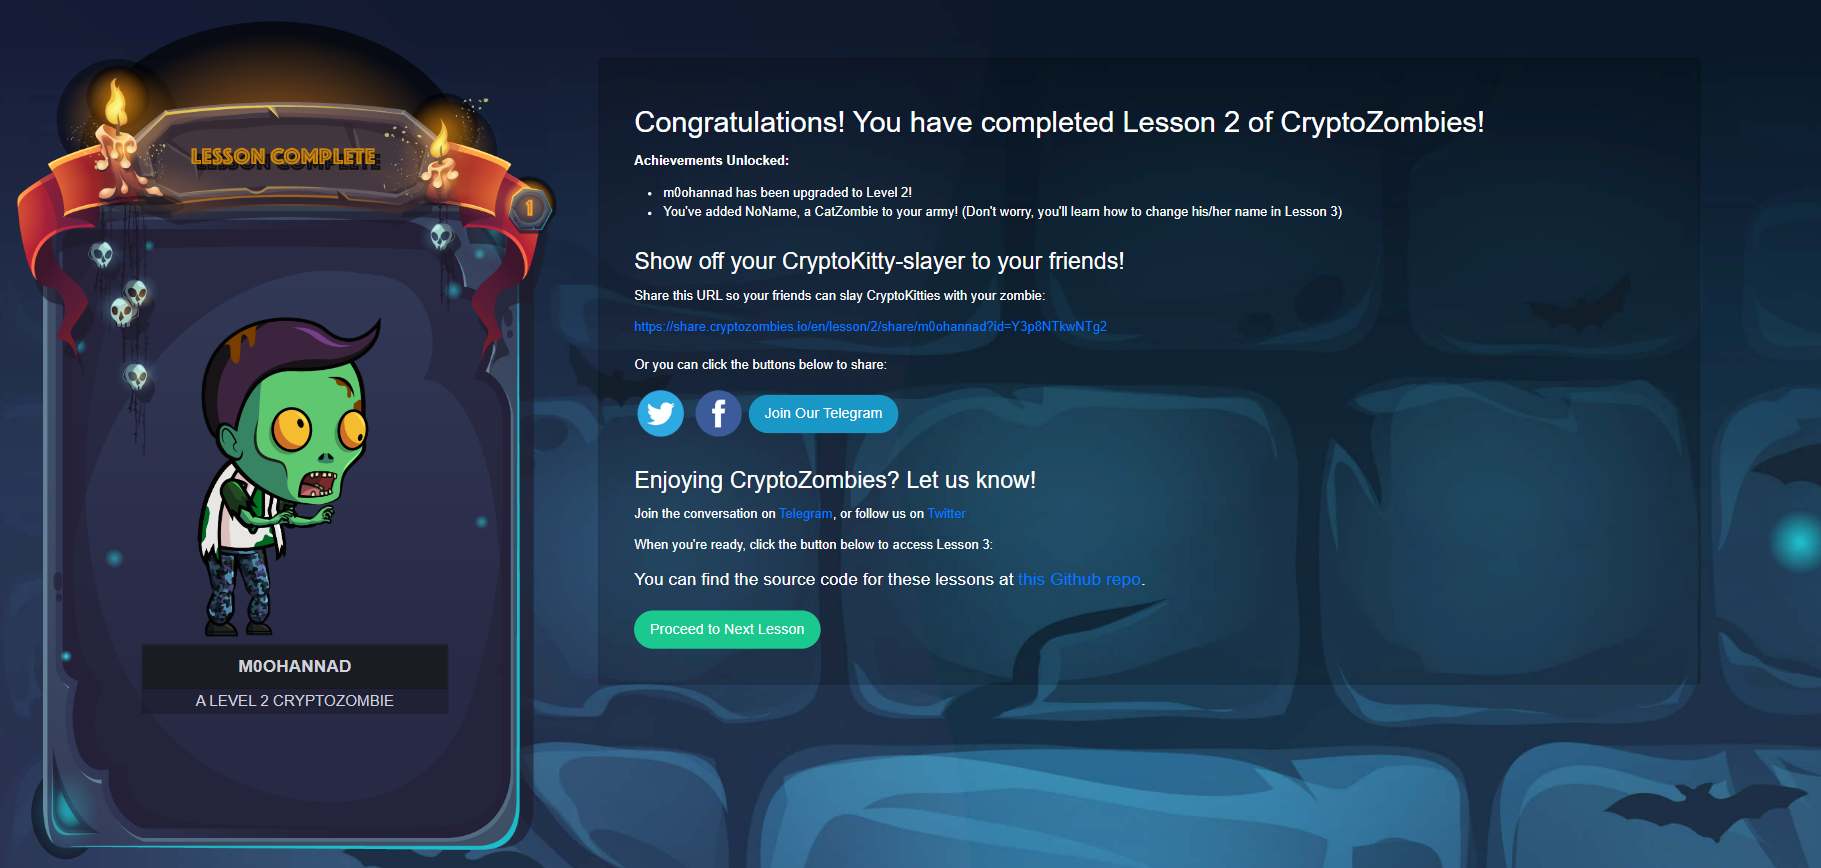 LESSON COMPLETE
1
M0OHANNAD
A LEVEL 2 CRYPTOZOMBIE
Congratulations! You have completed Lesson 2 of CryptoZombies!
Achievements Unlocked:
m0ohannad has been upgraded to Level 2!
You've added NoName, a CatZombie to your army! (Don't worry, you'll learn how to change his/her name in Lesson 3)
Show off your CryptoKitty-slayer to your friends!
Share this URL so your friends can slay CryptoKitties with your zombie:
https://share.cryptozombies.io/en/lesson/2/share/m0ohannad?id=Y3p8NTkwNTg2
Or you can click the buttons below to share:
Join Our Telegram
Enjoying CryptoZombies? Let us know!
Join the conversation on Telegram, or follow us on Twitter
When you're ready, click the button below to access Lesson 3:
You can find the source code for these lessons at this Github repo.
Proceed to Next Lesson